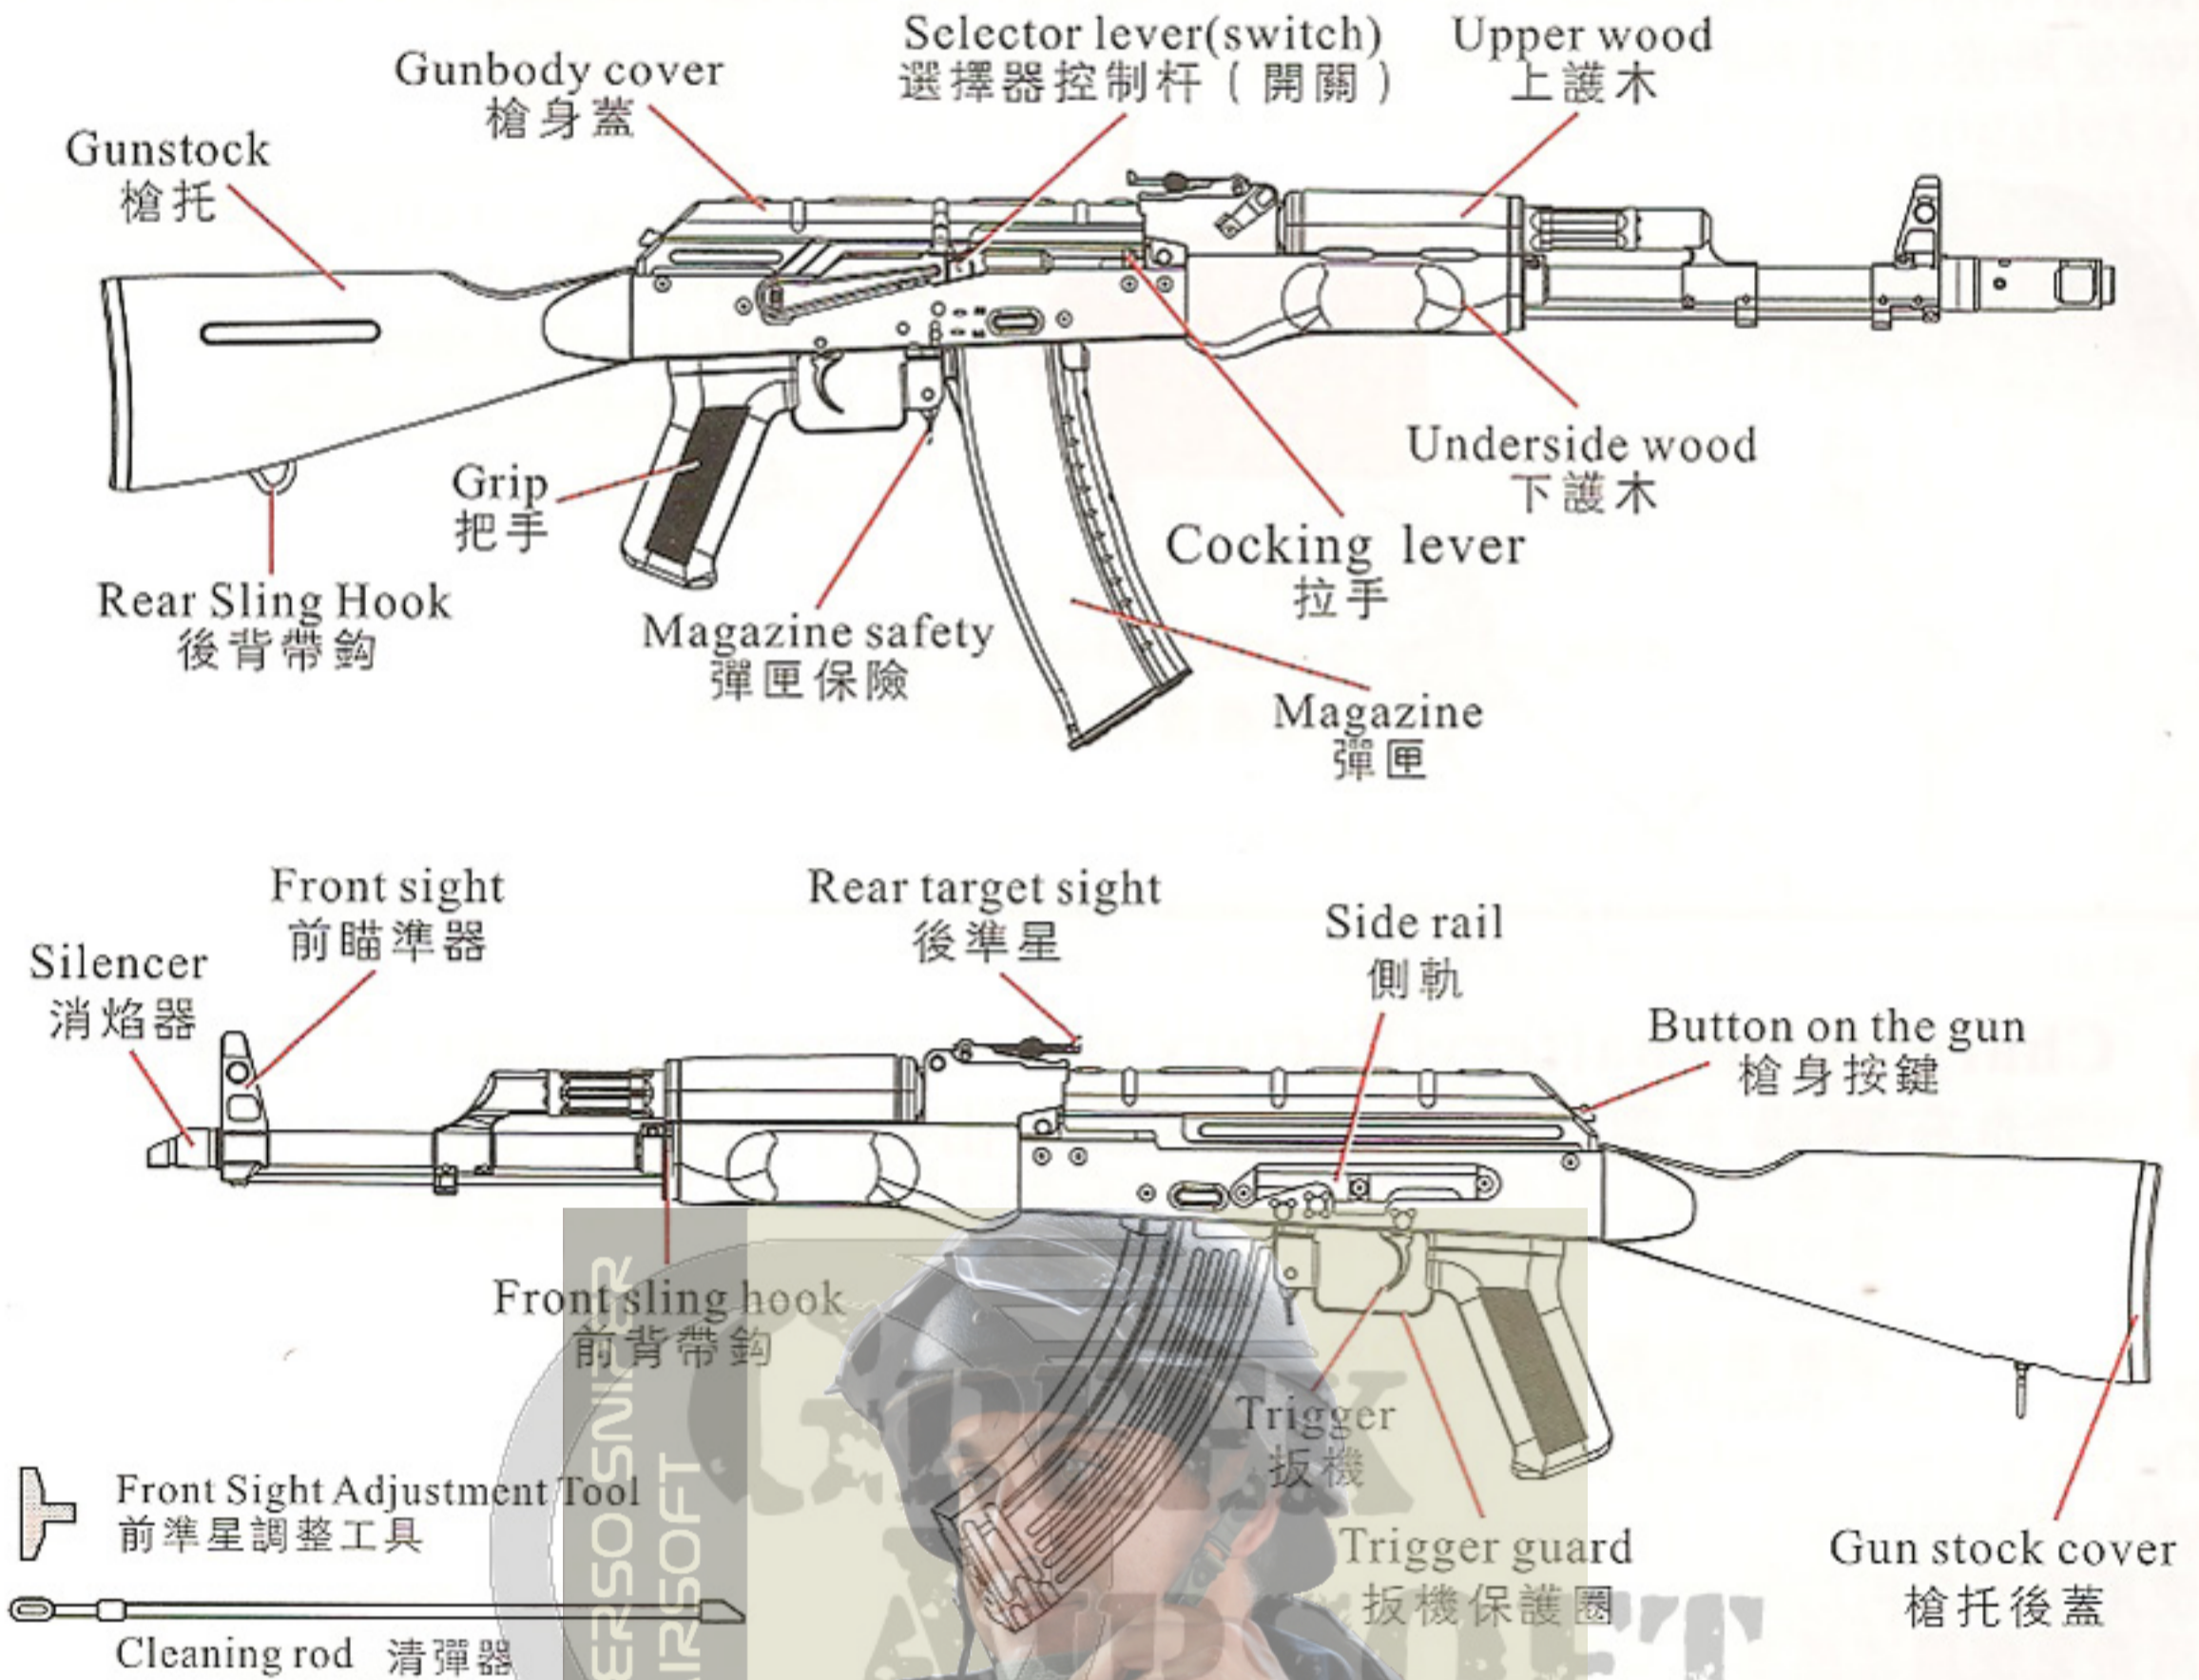 Selector lever(switch)
選擇器控制杆（開關）
Upper wood
上護木
Gunbody cover
槍身蓋
Gunstock
槍托
Underside wood
下護木
Grip
把手
Cocking lever
拉手
Rear Sling Hook
後背帶鈎
Magazine safety
彈匣保險
Magazine
彈匣
Front sight
前瞄準器
Rear target sight
後準星
Side rail
側軌
Silencer
消焰器
Button on the gun
槍身按鍵
Front sling hook
前背帶鈎
Trigger
扳機
Front Sight Adjustment Tool
前準星調整工具
Trigger guard
扳機保護圈
Gun stock cover
槍托後蓋
Cleaning rod 清彈器
ERSO SNIPER
IRSOFT